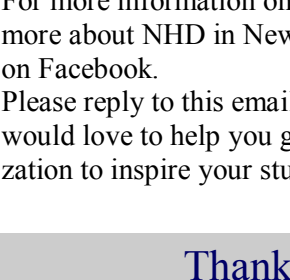 For more information on
more about NHD in New
on Facebook.
Please reply to this emai
would love to help you g
zation to inspire your stu
Thank